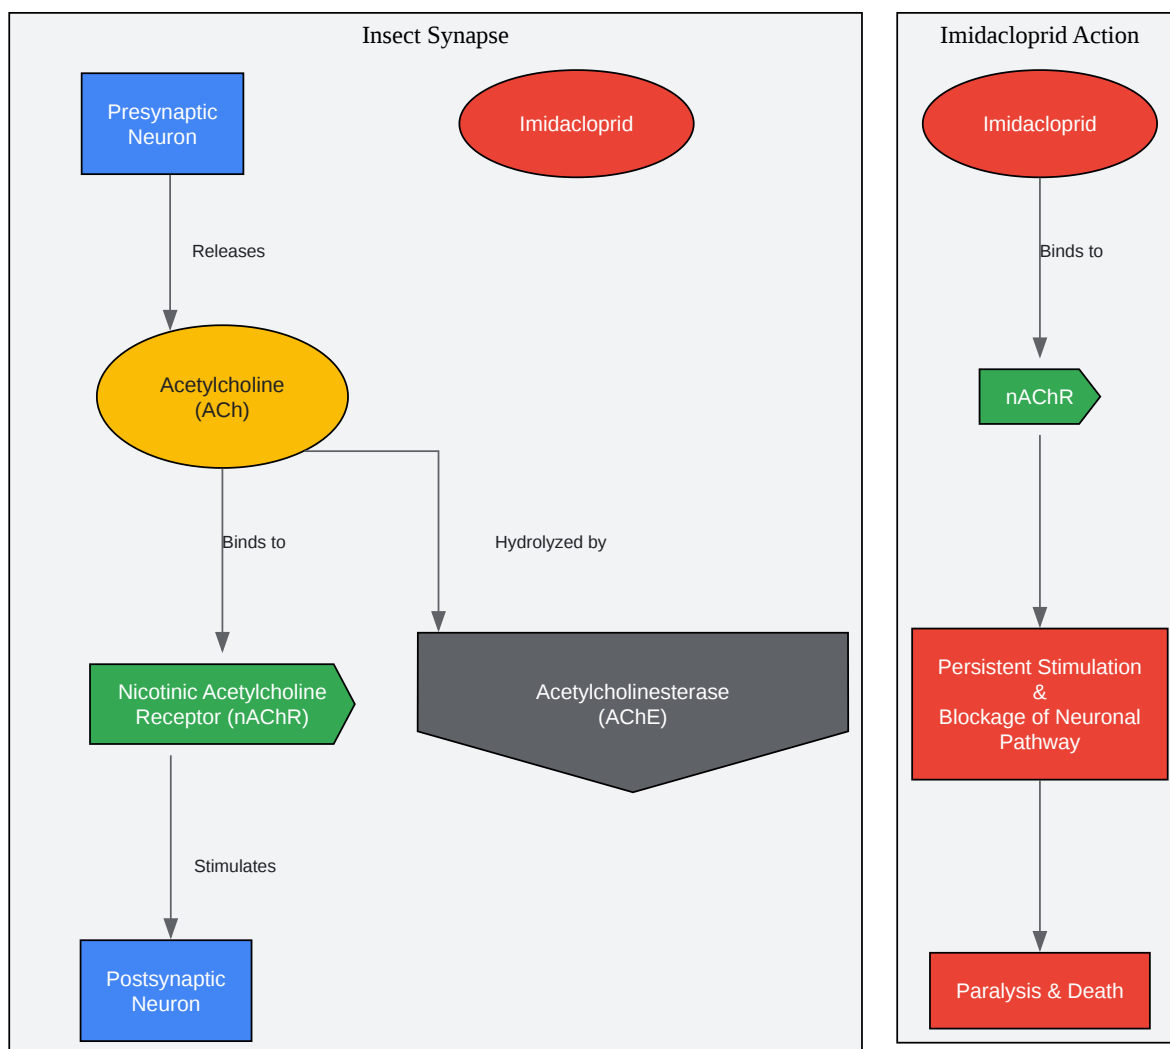 Insect Synapse
Presynaptic
Neuron
Imidacloprid
Releases
Acetylcholine
(ACh)
Binds to
Hydrolyzed by
Nicotinic Acetylcholine
Receptor (nAChR)
Acetylcholinesterase
(AChE)
Stimulates
Postsynaptic
Neuron
Imidacloprid Action
Imidacloprid
Binds to
nAChR
Persistent Stimulation
&
Blockage of Neuronal
Pathway
Paralysis & Death